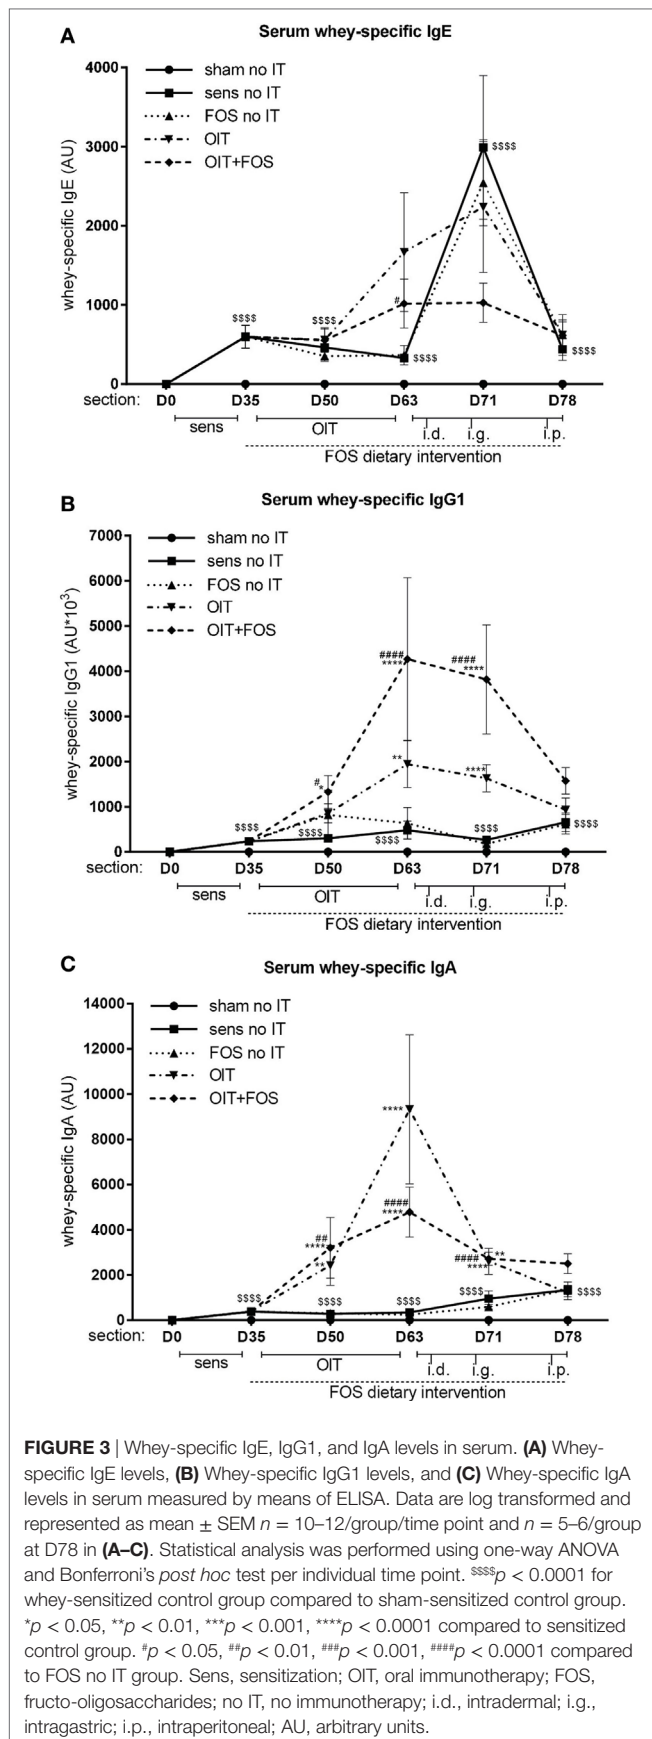 A
Serum whey-specific IgE
4000
3000
2000
1000
0
whey-specific IgE (AU)
sham no IT
sens no IT
FOS no IT
OIT
OIT+FOS
$$$$
$$$$
$$$$
#
$$$$
$$$$
section: D0 D35 D50 D63 D71 D78
sens OIT i.d. i.g. i.p.
FOS dietary intervention
B
Serum whey-specific IgG1
7000
6000
5000
4000
3000
2000
1000
0
whey-specific IgG1 (AU*10³)
sham no IT
sens no IT
FOS no IT
OIT
OIT+FOS
####
****
####
****
#
*
**
****
$$$$
$$$$
$$$$
$$$$
$$$$
section: D0 D35 D50 D63 D71 D78
sens OIT i.d. i.g. i.p.
FOS dietary intervention
C
Serum whey-specific IgA
14000
12000
10000
8000
6000
4000
2000
0
whey-specific IgA (AU)
sham no IT
sens no IT
FOS no IT
OIT
OIT+FOS
****
####
****
##
****
**
####
****
**
$$$$
$$$$
$$$$
$$$$
$$$$
section: D0 D35 D50 D63 D71 D78
sens OIT i.d. i.g. i.p.
FOS dietary intervention
FIGURE 3 | Whey-specific IgE, IgG1, and IgA levels in serum. (A) Whey-
specific IgE levels, (B) Whey-specific IgG1 levels, and (C) Whey-specific IgA
levels in serum measured by means of ELISA. Data are log transformed and
represented as mean ± SEM n = 10–12/group/time point and n = 5–6/group
at D78 in (A–C). Statistical analysis was performed using one-way ANOVA
and Bonferroni's post hoc test per individual time point. $$$$p < 0.0001 for
whey-sensitized control group compared to sham-sensitized control group.
*p < 0.05, **p < 0.01, ***p < 0.001, ****p < 0.0001 compared to sensitized
control group. #p < 0.05, ##p < 0.01, ###p < 0.001, ####p < 0.0001 compared
to FOS no IT group. Sens, sensitization; OIT, oral immunotherapy; FOS,
fructo-oligosaccharides; no IT, no immunotherapy; i.d., intradermal; i.g.,
intragastric; i.p., intraperitoneal; AU, arbitrary units.